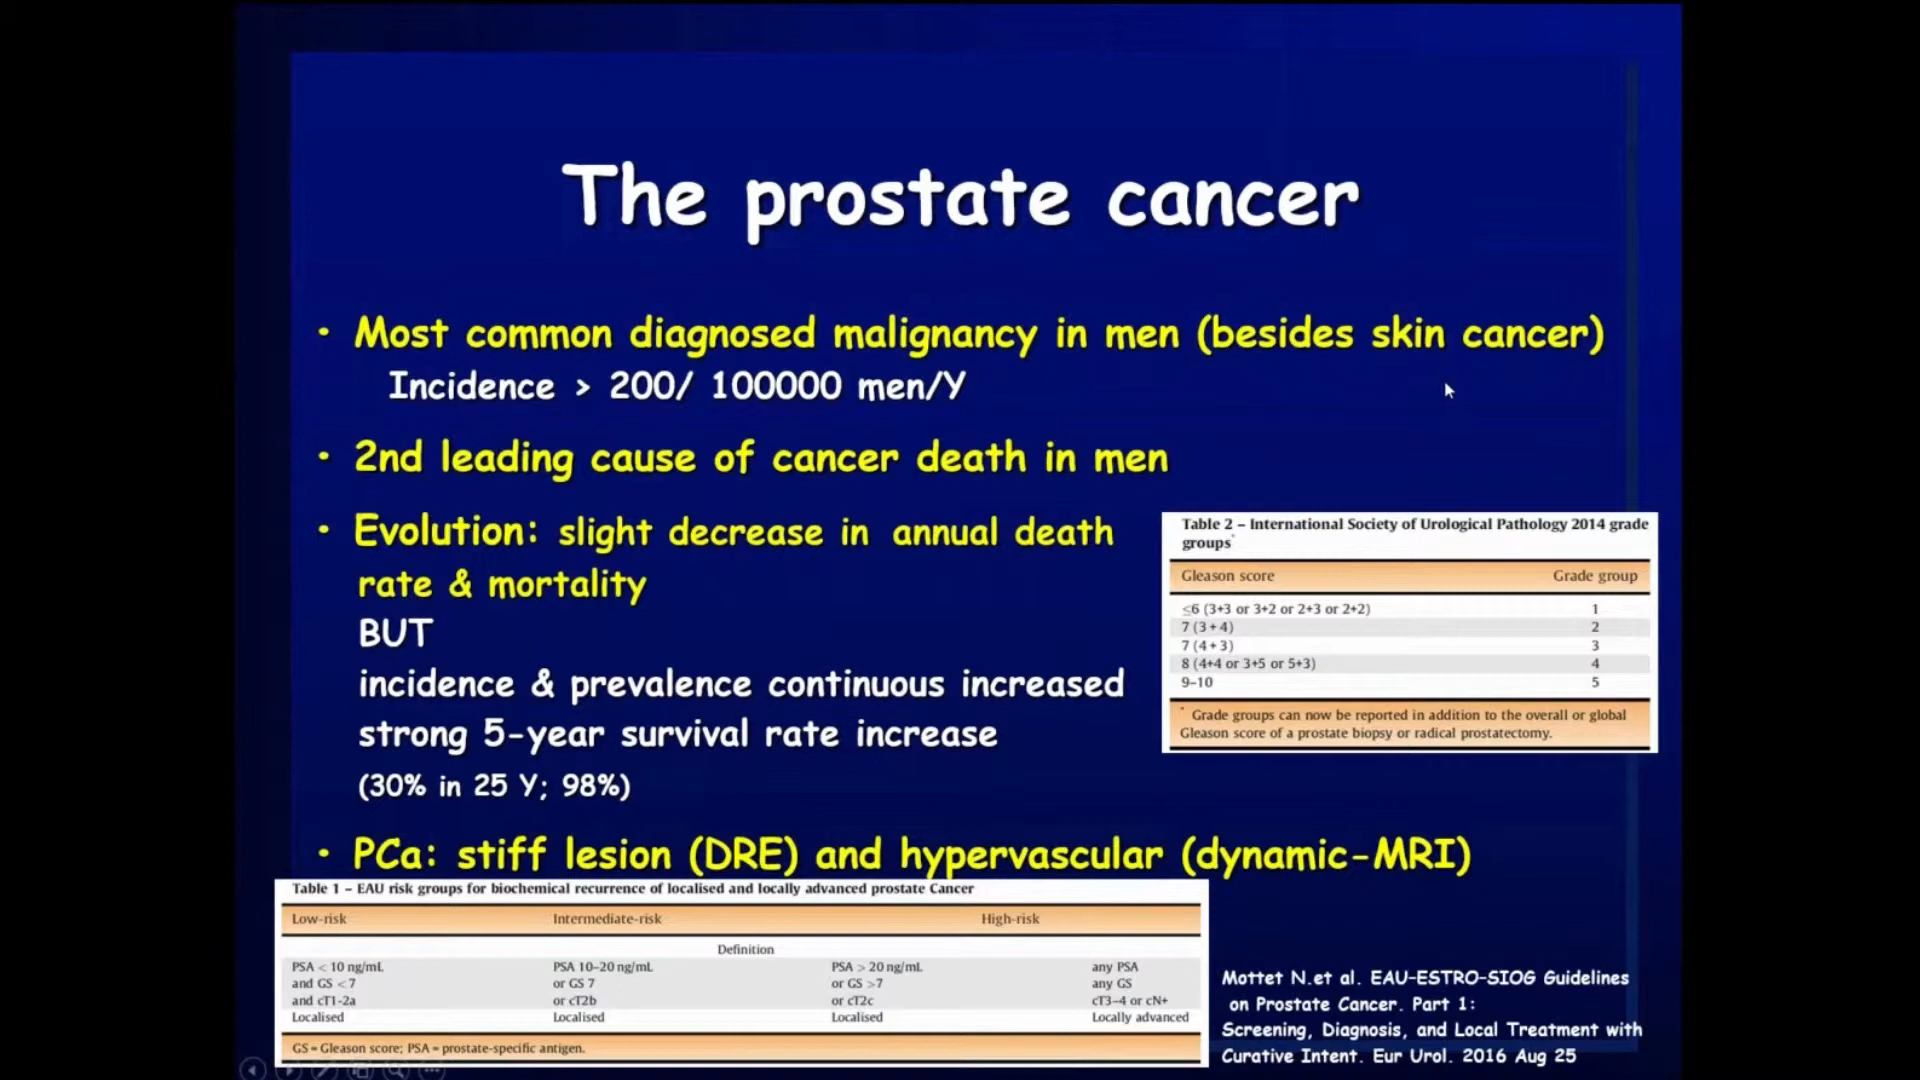 The prostate cancer
• Most common diagnosed malignancy in men (besides skin cancer)
Incidence > 200/ 100000 men/Y
• 2nd leading cause of cancer death in men
• Evolution: slight decrease in annual death
rate & mortality
BUT
incidence & prevalence continuous increased
strong 5-year survival rate increase
(30% in 25 Y; 98%)
• PCa: stiff lesion (DRE) and hypervascular (dynamic-MRI)
Table 2 – International Society of Urological Pathology 2014 grade
groups*
Gleason score Grade group
≤6 (3+3 or 3+2 or 2+3 or 2+2) 1
7 (3 + 4) 2
7 (4 + 3) 3
8 (4+4 or 3+5 or 5+3) 4
9–10 5
* Grade groups can now be reported in addition to the overall or global
Gleason score of a prostate biopsy or radical prostatectomy.
Table 1 – EAU risk groups for biochemical recurrence of localised and locally advanced prostate Cancer
Low-risk Intermediate-risk High-risk
Definition
PSA < 10 ng/mL PSA 10–20 ng/mL PSA > 20 ng/mL any PSA
and GS < 7 or GS 7 or GS >7 any GS
and cT1-2a or cT2b or cT2c cT3–4 or cN+
Localised Localised Localised Locally advanced
GS = Gleason score; PSA = prostate-specific antigen.
Mottet N.et al. EAU-ESTRO-SIOG Guidelines
on Prostate Cancer. Part 1:
Screening, Diagnosis, and Local Treatment with
Curative Intent. Eur Urol. 2016 Aug 25